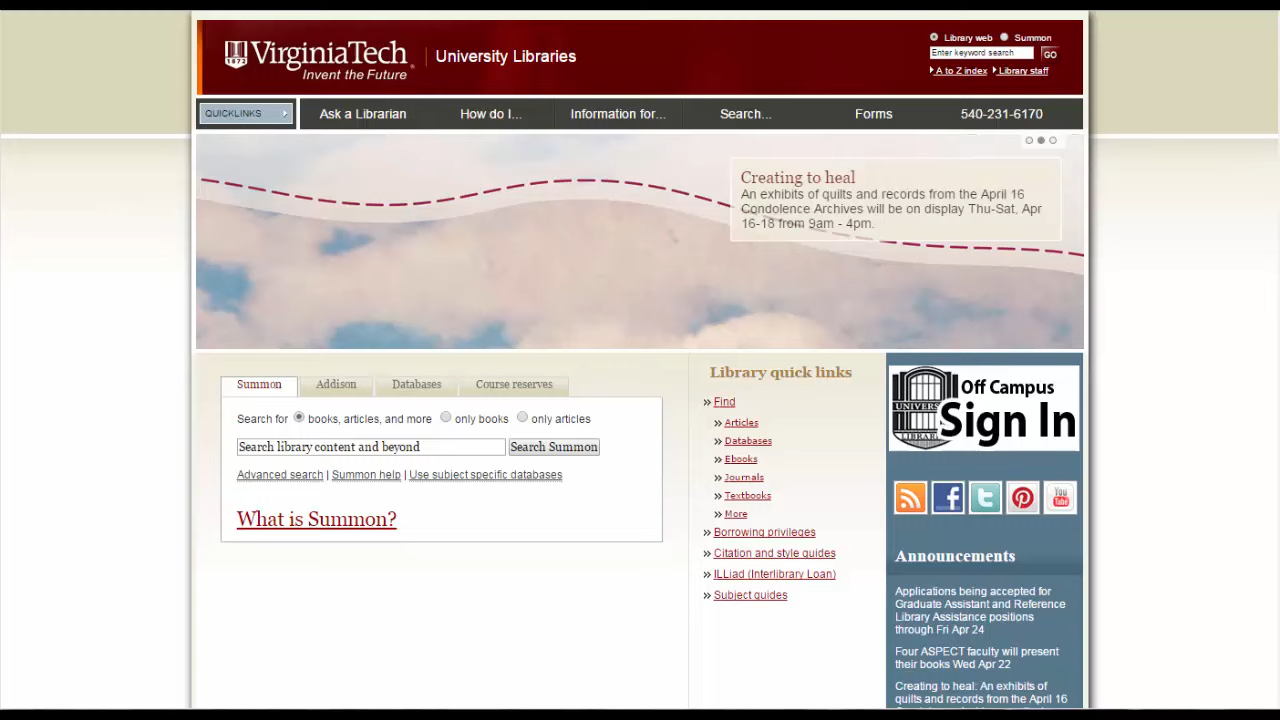 VirginiaTech
Invent the Future
1872
University Libraries
Library web Summon
Enter keyword search GO
A to Z index Library staff
QUICKLINKS Ask a Librarian How do I... Information for... Search... Forms 540-231-6170
Creating to heal
An exhibits of quilts and records from the April 16
Condolence Archives will be on display Thu-Sat, Apr
16-18 from 9am - 4pm.
Summon Addison Databases Course reserves
Search for books, articles, and more only books only articles
Search library content and beyond Search Summon
Advanced search | Summon help | Use subject specific databases
What is Summon?
Library quick links
Find
Articles
Databases
Ebooks
Journals
Textbooks
More
Borrowing privileges
Citation and style guides
ILLiad (Interlibrary Loan)
Subject guides
Off Campus
Sign In
You
Tube
Announcements
Applications being accepted for
Graduate Assistant and Reference
Library Assistance positions
through Fri Apr 24
Four ASPECT faculty will present
their books Wed Apr 22
Creating to heal: An exhibits of
quilts and records from the April 16